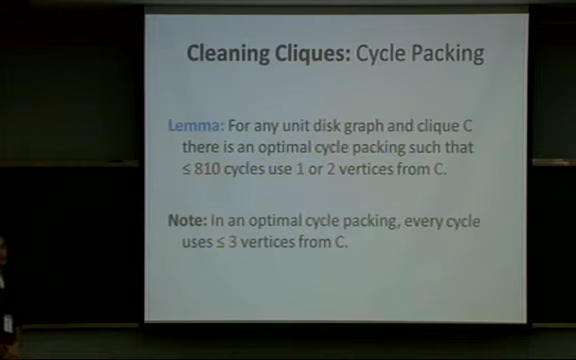 Cleaning Cliques: Cycle Packing
Lemma: For any unit disk graph and clique C
there is an optimal cycle packing such that
≤ 810 cycles use 1 or 2 vertices from C.
Note: In an optimal cycle packing, every cycle
uses ≤ 3 vertices from C.